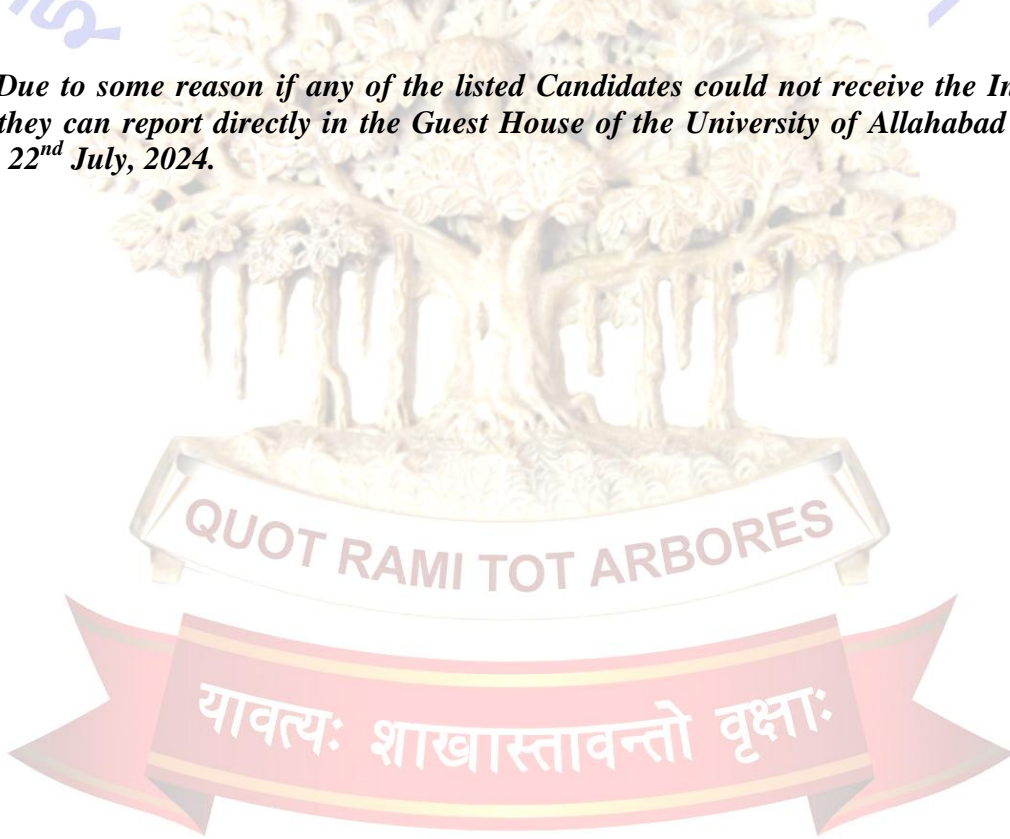 Due to some reason if any of the listed Candidates could not receive the
they can report directly in the Guest House of the University of Allahabad
22nd July, 2024.
QUOT RAMI TOT ARBORES
यावत्यः शाखास्तावन्तो वृक्षाः